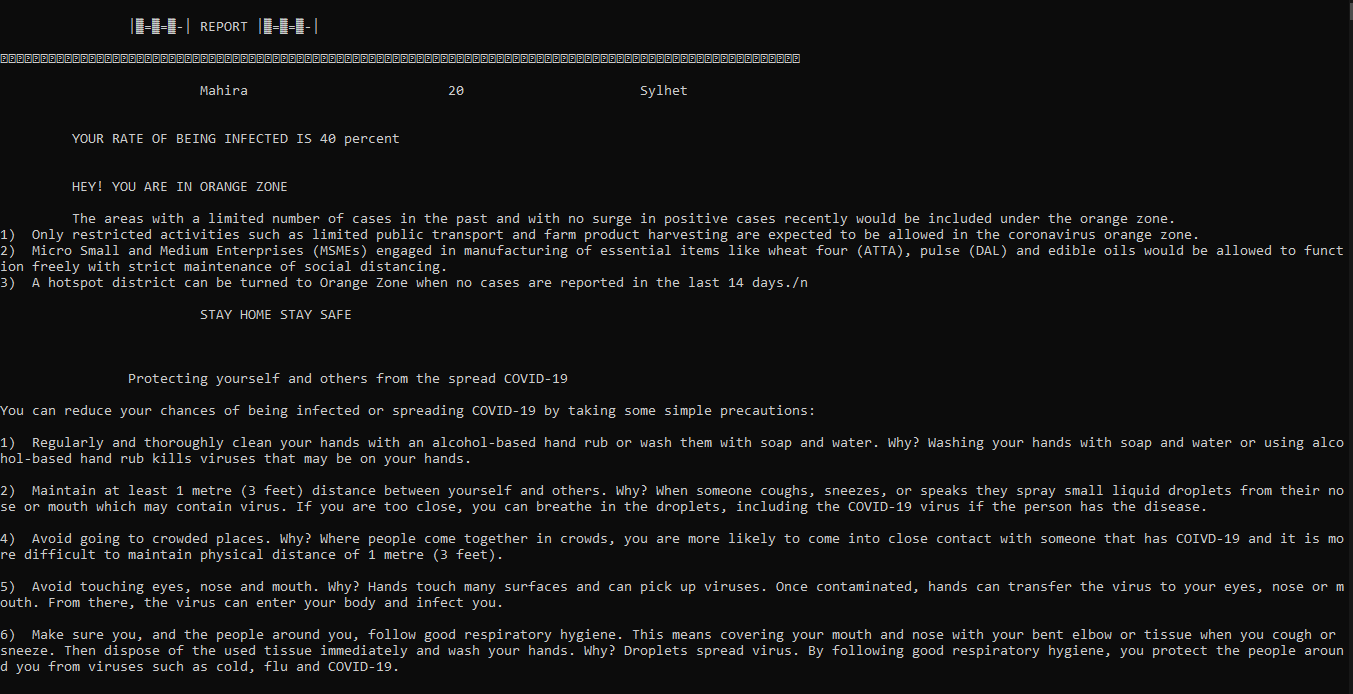 |▓=▓=▓-| REPORT |▓=▓=▓-|
Mahira 20 Sylhet
YOUR RATE OF BEING INFECTED IS 40 percent
HEY! YOU ARE IN ORANGE ZONE
The areas with a limited number of cases in the past and with no surge in positive cases recently would be included under the orange zone.
1) Only restricted activities such as limited public transport and farm product harvesting are expected to be allowed in the coronavirus orange zone.
2) Micro Small and Medium Enterprises (MSMEs) engaged in manufacturing of essential items like wheat four (ATTA), pulse (DAL) and edible oils would be allowed to funct
ion freely with strict maintenance of social distancing.
3) A hotspot district can be turned to Orange Zone when no cases are reported in the last 14 days./n
STAY HOME STAY SAFE
Protecting yourself and others from the spread COVID-19
You can reduce your chances of being infected or spreading COVID-19 by taking some simple precautions:
1) Regularly and thoroughly clean your hands with an alcohol-based hand rub or wash them with soap and water. Why? Washing your hands with soap and water or using alco
hol-based hand rub kills viruses that may be on your hands.
2) Maintain at least 1 metre (3 feet) distance between yourself and others. Why? When someone coughs, sneezes, or speaks they spray small liquid droplets from their no
se or mouth which may contain virus. If you are too close, you can breathe in the droplets, including the COVID-19 virus if the person has the disease.
4) Avoid going to crowded places. Why? Where people come together in crowds, you are more likely to come into close contact with someone that has COIVD-19 and it is mo
re difficult to maintain physical distance of 1 metre (3 feet).
5) Avoid touching eyes, nose and mouth. Why? Hands touch many surfaces and can pick up viruses. Once contaminated, hands can transfer the virus to your eyes, nose or m
outh. From there, the virus can enter your body and infect you.
6) Make sure you, and the people around you, follow good respiratory hygiene. This means covering your mouth and nose with your bent elbow or tissue when you cough or
sneeze. Then dispose of the used tissue immediately and wash your hands. Why? Droplets spread virus. By following good respiratory hygiene, you protect the people aroun
d you from viruses such as cold, flu and COVID-19.